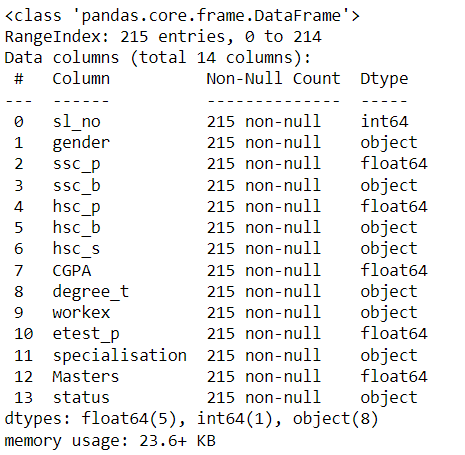 <class 'pandas.core.frame.DataFrame'>
RangeIndex: 215 entries, 0 to 214
Data columns (total 14 columns):
 #   Column          Non-Null Count  Dtype
---  ------          --------------  -----
 0   sl_no           215 non-null    int64
 1   gender          215 non-null    object
 2   ssc_p           215 non-null    float64
 3   ssc_b           215 non-null    object
 4   hsc_p           215 non-null    float64
 5   hsc_b           215 non-null    object
 6   hsc_s           215 non-null    object
 7   CGPA            215 non-null    float64
 8   degree_t        215 non-null    object
 9   workex          215 non-null    object
 10  etest_p         215 non-null    float64
 11  specialisation  215 non-null    object
 12  Masters         215 non-null    float64
 13  status          215 non-null    object
dtypes: float64(5), int64(1), object(8)
memory usage: 23.6+ KB